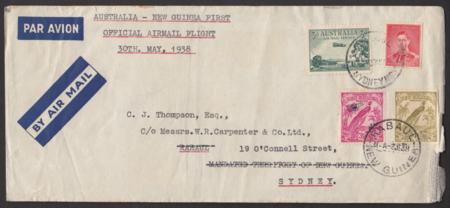 PAR AVION
AUSTRALIA - NEW GUINEA FIRST
OFFICIAL AIRMAIL FLIGHT
30TH. MAY, 1938
AUSTRALIA
BY AIR MAIL
SYDNEY
C. J. Thompson, Esq.,
C/o Messrs. W.R.Carpenter & Co.Ltd.,
RABAUL 19 O'Connell Street,
MANDATED TERRITORY OF NEW GUINEA.
SYDNEY.
RABAUL
NEW GUINEA